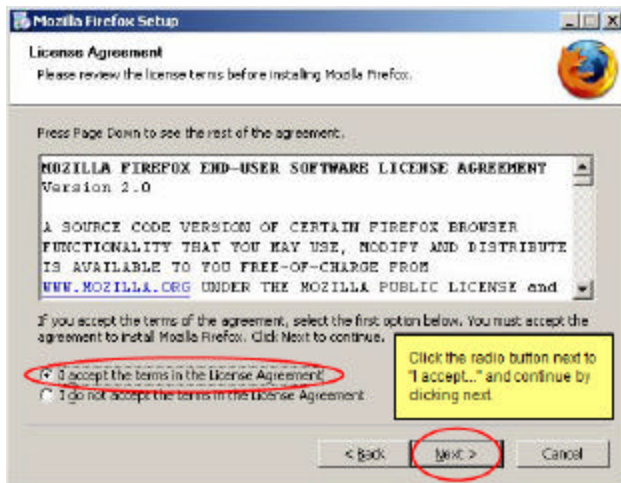 Mozilla Firefox Setup
License Agreement
Please review the license terms before installing Mozilla Firefox.
Press Page Down to see the rest of the agreement.
MOZILLA FIREFOX END-USER SOFTWARE LICENSE AGREEMENT
Version 2.0
A SOURCE CODE VERSION OF CERTAIN FIREFOX BROWSER
FUNCTIONALITY THAT YOU MAY USE, MODIFY AND DISTRIBUTE
IS AVAILABLE TO YOU FREE-OF-CHARGE FROM
WWW.MOZILLA.ORG UNDER THE MOZILLA PUBLIC LICENSE and
If you accept the terms of the agreement, select the first option below. You must accept the
agreement to install Mozilla Firefox. Click Next to continue.
Click the radio button next to
"I accept..." and continue by
clicking next
I accept the terms in the License Agreement
I do not accept the terms in the License Agreement
< Back
Next >
Cancel